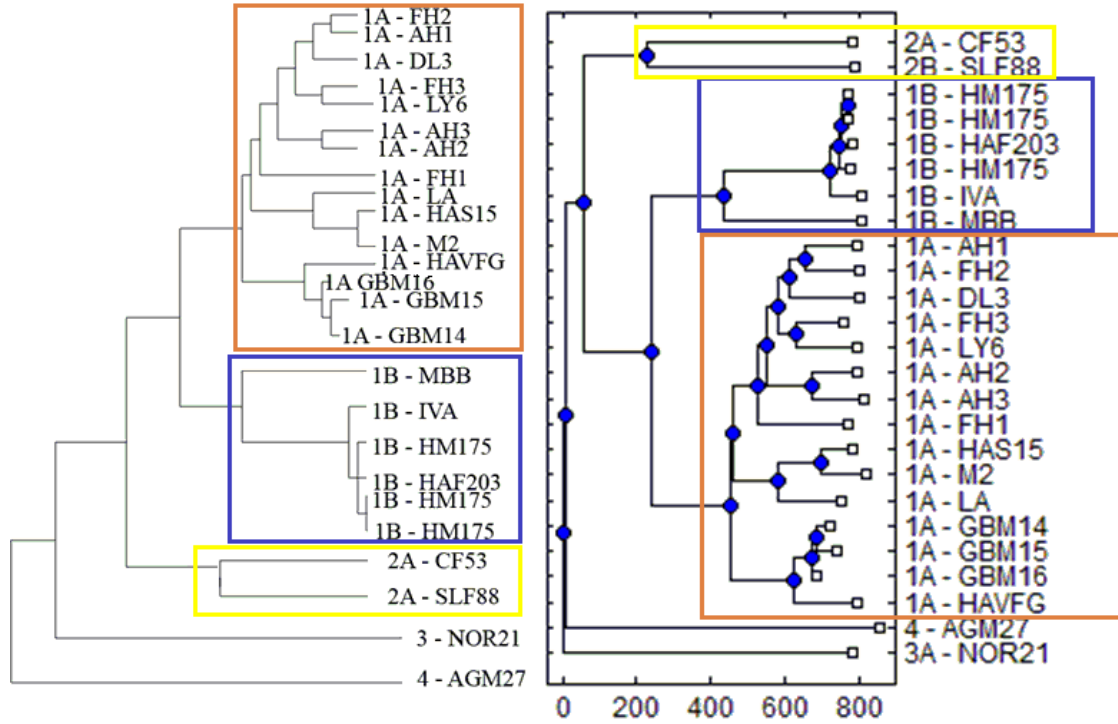 1A - FH2
1A - AH1
1A - DL3
1A - FH3
1A - LY6
1A - AH3
1A - AH2
1A - FH1
1A - LA
1A - HAS15
1A - M2
1A - HAVFG
1A GBM16
1A - GBM15
1A - GBM14
1B - MBB
1B - IVA
1B - HM175
1B - HAF203
1B - HM175
1B - HM175
2A - CF53
2A - SLF88
3 - NOR21
4 - AGM27
2A - CF53
2B - SLF88
1B - HM175
1B - HM175
1B - HAF203
1B - HM175
1B - IVA
1B - MBB
1A - AH1
1A - FH2
1A - DL3
1A - FH3
1A - LY6
1A - AH2
1A - AH3
1A - FH1
1A - HAS15
1A - M2
1A - LA
1A - GBM14
1A - GBM15
1A - GBM16
1A - HAVFG
4 - AGM27
3A - NOR21
0 200 400 600 800